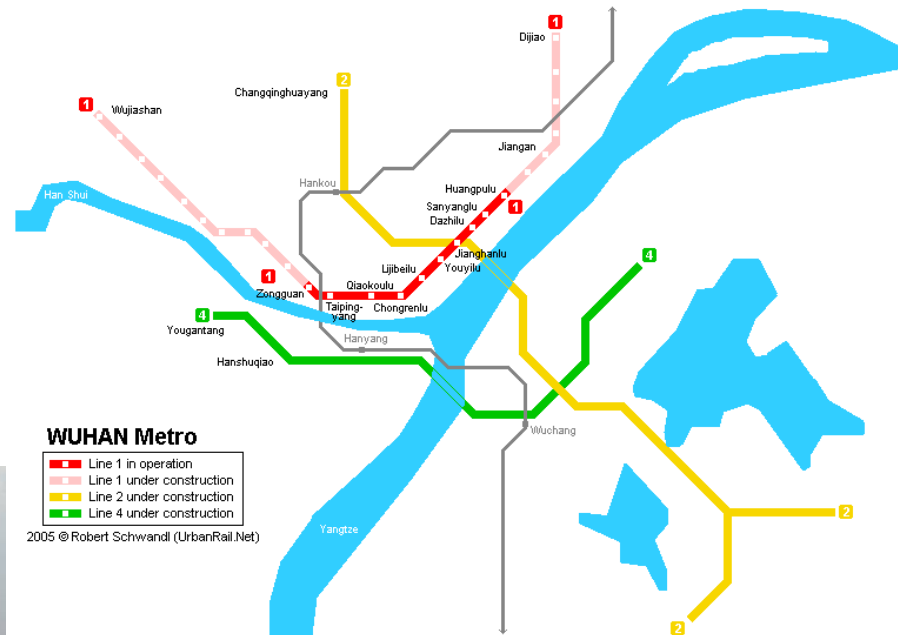 1
Dijiao
2
Changqinghuayang
1
Wujiashan
Jiangan
Hankou
Huangpulu
Han Shui
Sanyanglu
1
Dazhilu
Jianghanlu
Youyilu
Lijibeilu
4
1
Qiaokoulu
Zongguan
Taiping-
yang
Chongrenlu
4
Yougantang
Hanyang
Hanshuqiao
Wuchang
WUHAN Metro
Line 1 in operation
Line 1 under construction
Line 2 under construction
Line 4 under construction
2005 © Robert Schwandl (UrbanRail.Net)
Yangtze
2
2